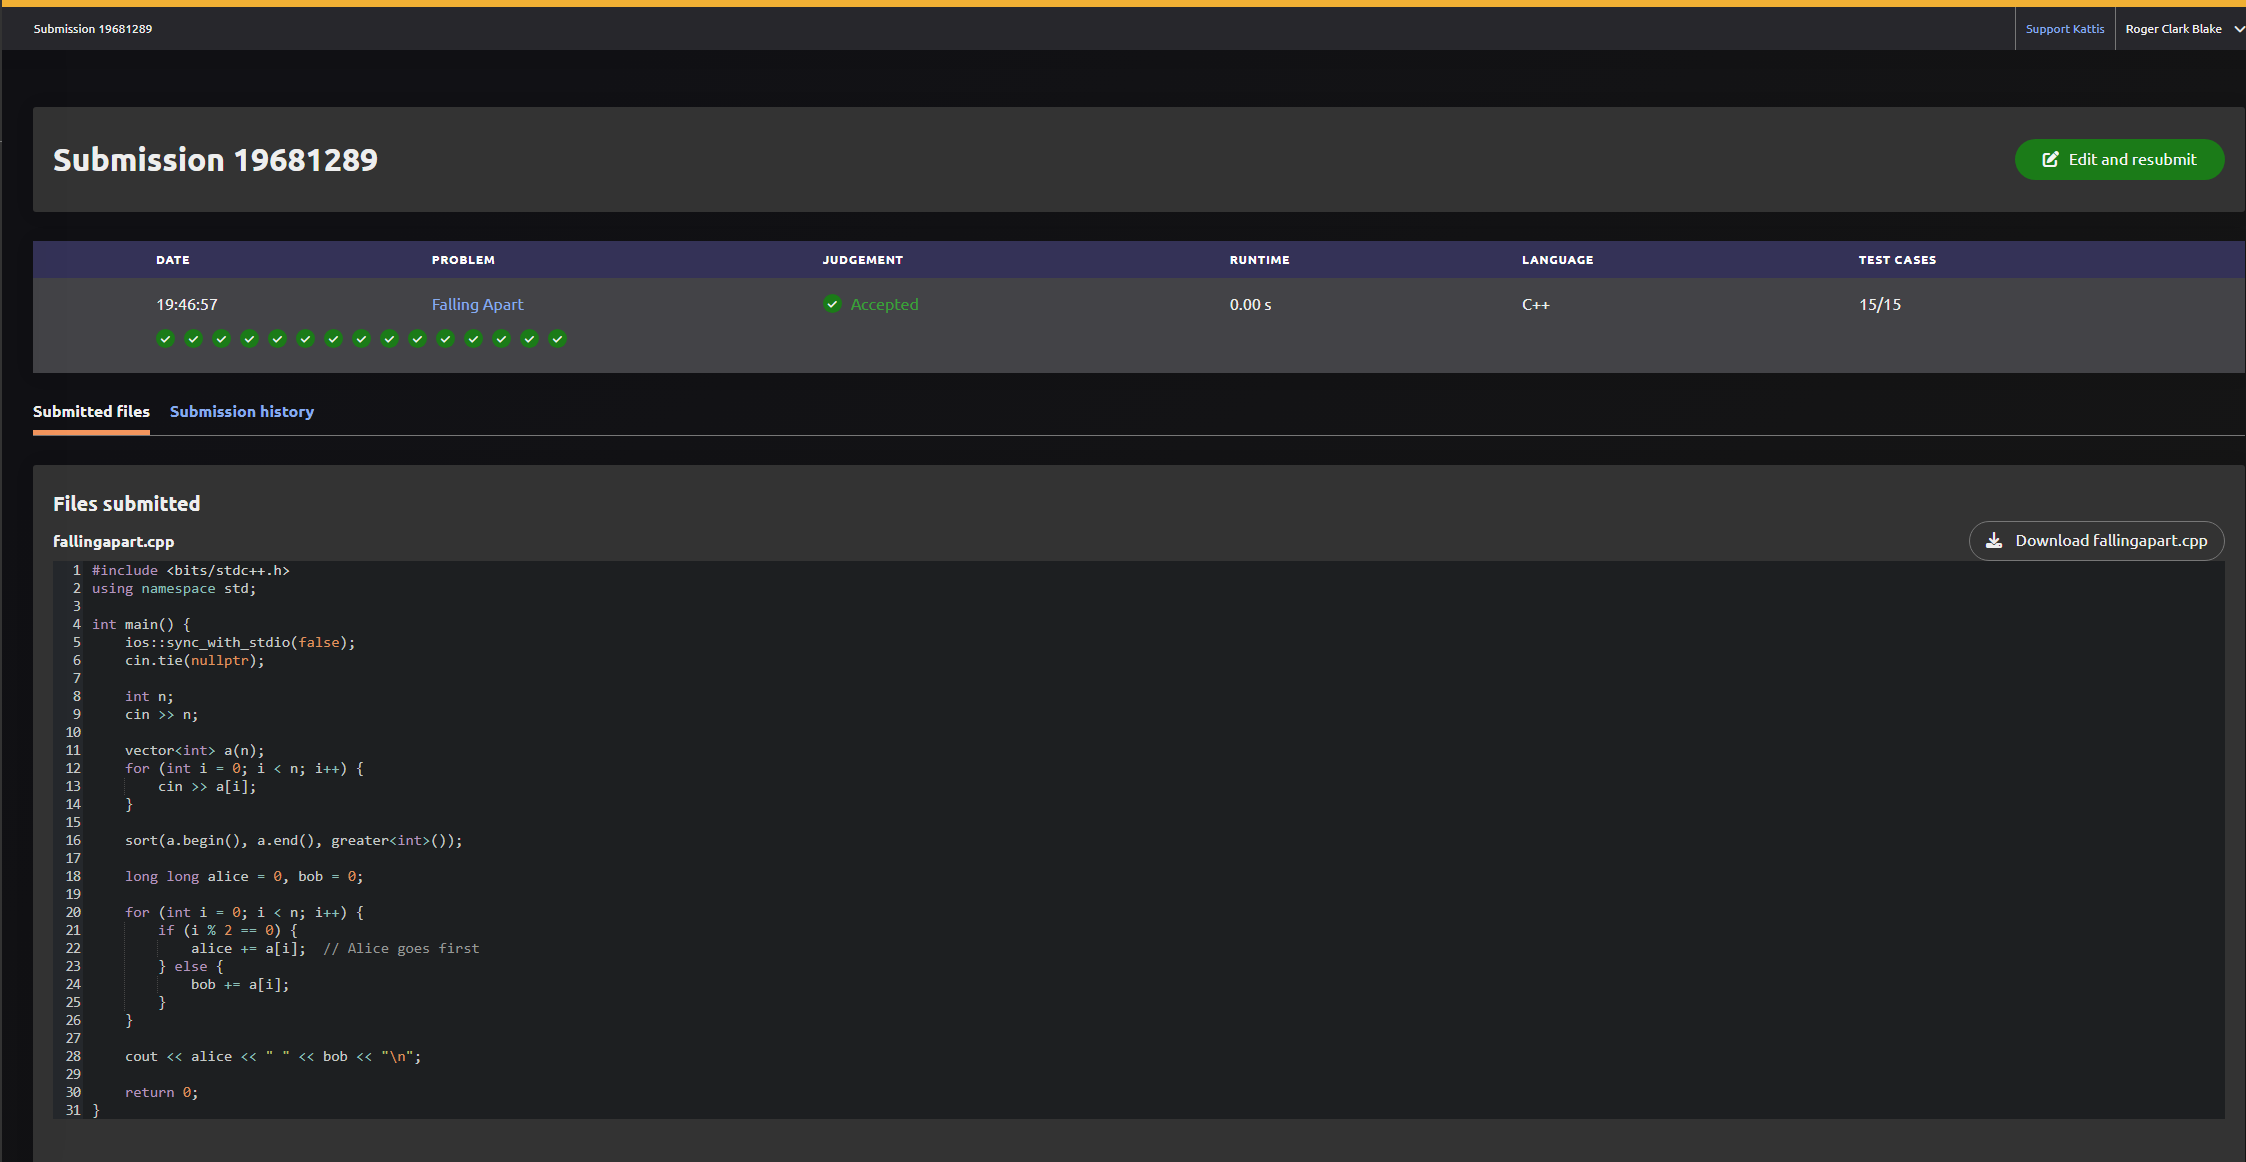 Submission 19681289
Support Kattis
Roger Clark Blake
Submission 19681289
Edit and resubmit
DATE PROBLEM JUDGEMENT RUNTIME LANGUAGE TEST CASES
19:46:57 Falling Apart Accepted 0.00 s C++ 15/15
Submitted files Submission history
Files submitted
fallingapart.cpp
Download fallingapart.cpp
1 #include <bits/stdc++.h>
2 using namespace std;
3
4 int main() {
5     ios::sync_with_stdio(false);
6     cin.tie(nullptr);
7
8     int n;
9     cin >> n;
10
11     vector<int> a(n);
12     for (int i = 0; i < n; i++) {
13         cin >> a[i];
14     }
15
16     sort(a.begin(), a.end(), greater<int>());
17
18     long long alice = 0, bob = 0;
19
20     for (int i = 0; i < n; i++) {
21         if (i % 2 == 0) {
22             alice += a[i];  // Alice goes first
23         } else {
24             bob += a[i];
25         }
26     }
27
28     cout << alice << " " << bob << "\n";
29
30     return 0;
31 }